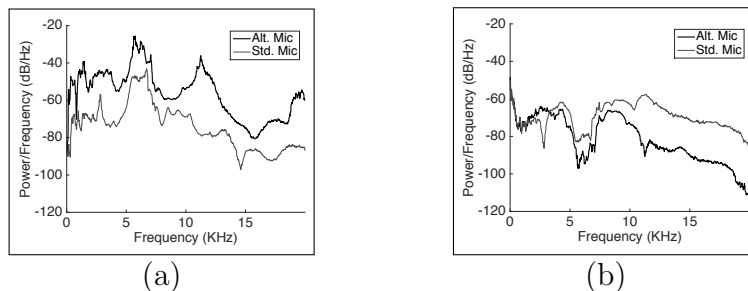 -20
-40
-60
-80
-100
-120
Power/Frequency (dB/Hz)
Alt. Mic
Std. Mic
0
5
10
15
Frequency (KHz)
(a)
-20
-40
-60
-80
-100
-120
Power/Frequency (dB/Hz)
Alt. Mic
Std. Mic
0
5
10
15
Frequency (KHz)
(b)